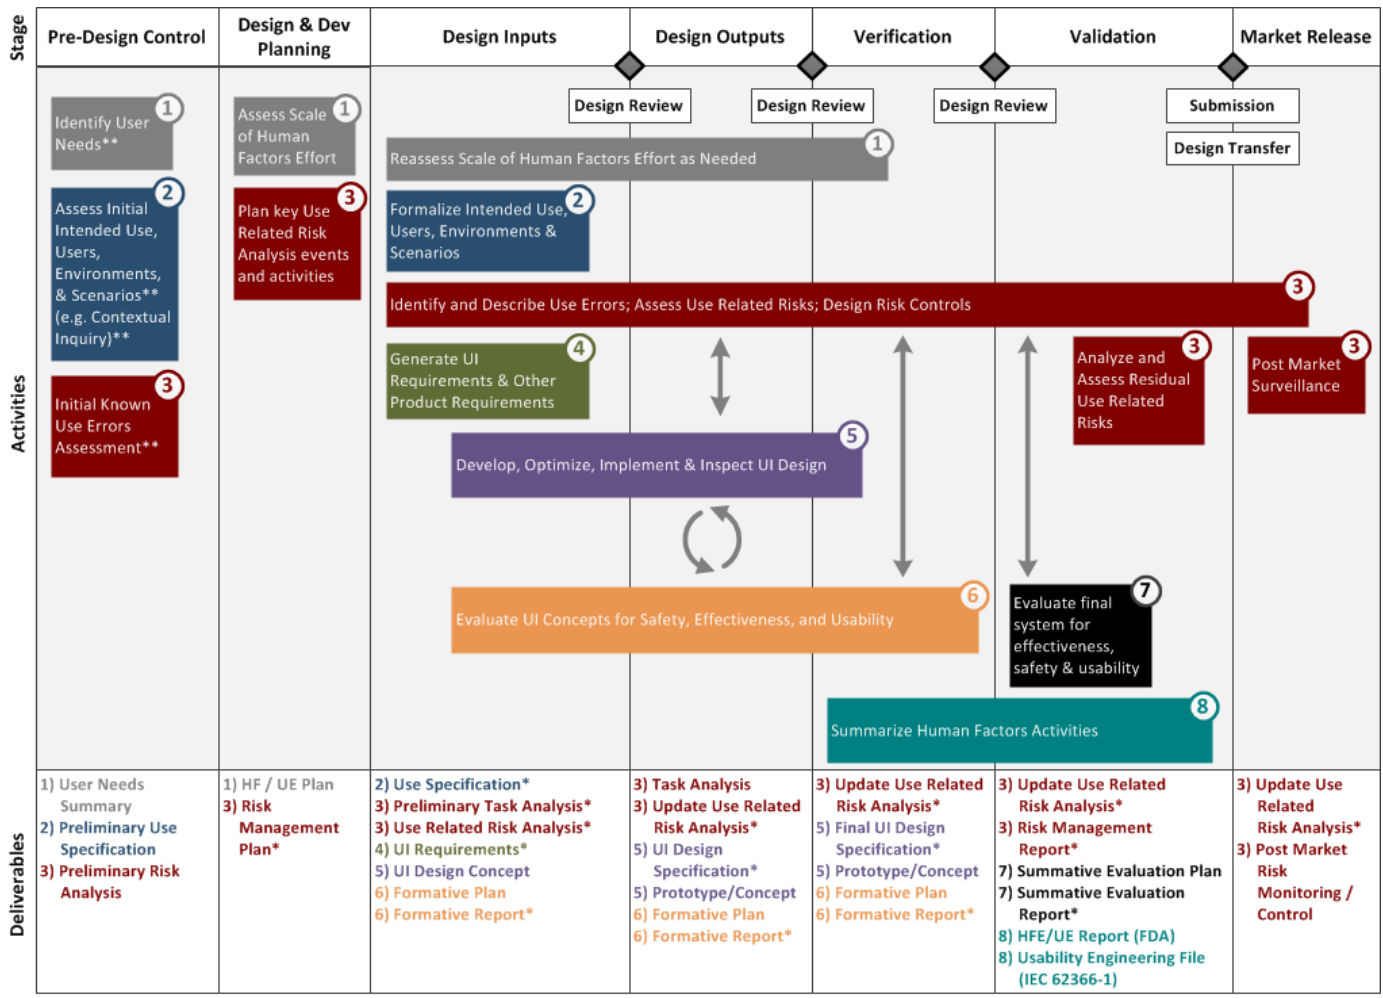 Stage
Pre-Design Control
Design & Dev
Planning
Design Inputs
Design Outputs
Verification
Validation
Market Release
Design Review
Design Review
Design Review
Submission
Design Transfer
Activities
1
Identify User
Needs**
2
Assess Initial
Intended Use,
Users,
Environments,
& Scenarios**
(e.g. Contextual
Inquiry)**
3
Initial Known
Use Errors
Assessment**
1
Assess Scale
of Human
Factors Effort
3
Plan key Use
Related Risk
Analysis events
and activities
1
Reassess Scale of Human Factors Effort as Needed
2
Formalize Intended Use,
Users, Environments &
Scenarios
3
Identify and Describe Use Errors; Assess Use Related Risks; Design Risk Controls
4
Generate UI
Requirements & Other
Product Requirements
3
Analyze and
Assess Residual
Use Related
Risks
3
Post Market
Surveillance
5
Develop, Optimize, Implement & Inspect UI Design
6
Evaluate UI Concepts for Safety, Effectiveness, and Usability
7
Evaluate final
system for
effectiveness,
safety & usability
8
Summarize Human Factors Activities
Deliverables
1) User Needs
Summary
2) Preliminary Use
Specification
3) Preliminary Risk
Analysis
1) HF / UE Plan
3) Risk
Management
Plan*
2) Use Specification*
3) Preliminary Task Analysis*
3) Use Related Risk Analysis*
4) UI Requirements*
5) UI Design Concept
6) Formative Plan
6) Formative Report*
3) Task Analysis
3) Update Use Related
Risk Analysis*
5) UI Design
Specification*
5) Prototype/Concept
6) Formative Plan
6) Formative Report*
3) Update Use Related
Risk Analysis*
5) Final UI Design
Specification*
5) Prototype/Concept
6) Formative Plan
6) Formative Report*
3) Update Use Related
Risk Analysis*
3) Risk Management
Report*
7) Summative Evaluation Plan
7) Summative Evaluation
Report*
8) HFE/UE Report (FDA)
8) Usability Engineering File
(IEC 62366-1)
3) Update Use
Related
Risk Analysis*
3) Post Market
Risk
Monitoring /
Control